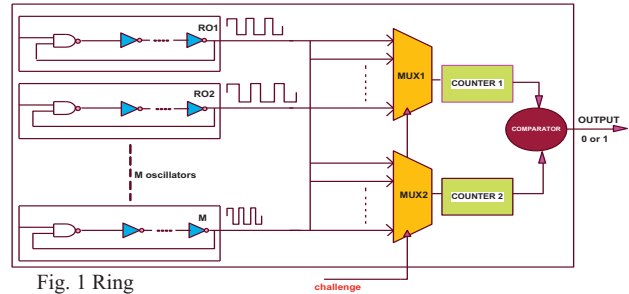 RO1
RO2
M oscillators
M
MUX1
MUX2
COUNTER 1
COUNTER 2
COMPARATOR
OUTPUT
0 or 1
challenge
Fig. 1 Ring